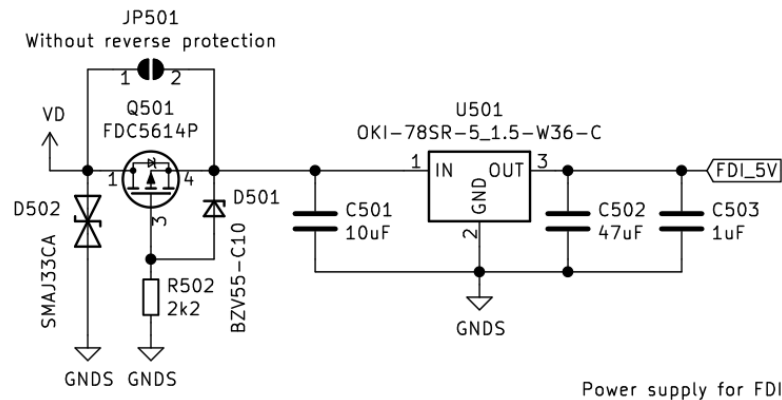 JP501
Without reverse protection
1 2
VD
Q501
FDC5614P
1 4
3
D502
SMAJ33CA
D501
BZV55-C10
R502
2k2
GNDS GNDS
C501
10uF
U501
OKI-78SR-5_1.5-W36-C
1 IN OUT 3
GND
2
GNDS
C502
47uF
C503
1uF
FDI_5V
Power supply for FDI